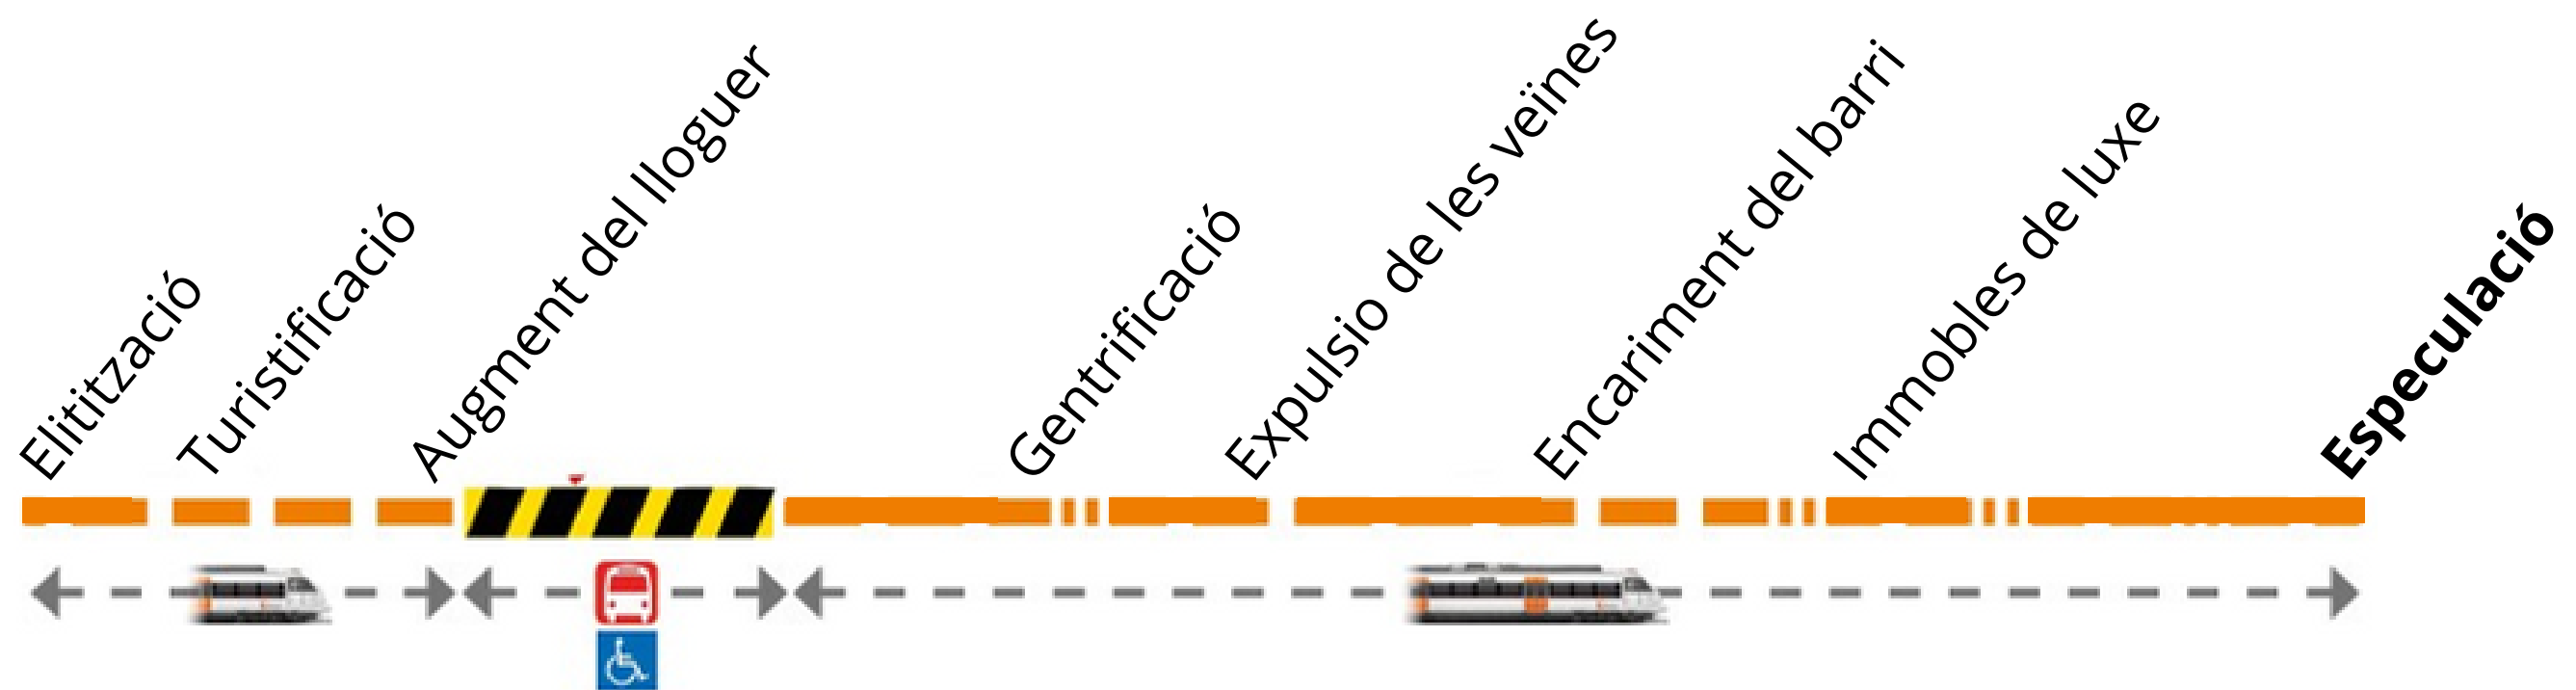 Elitització
Turistificació
Augment del lloguer
Gentrificació
Expulsio de les veïnes
Encariment del barri
Immobles de luxe
Especulació